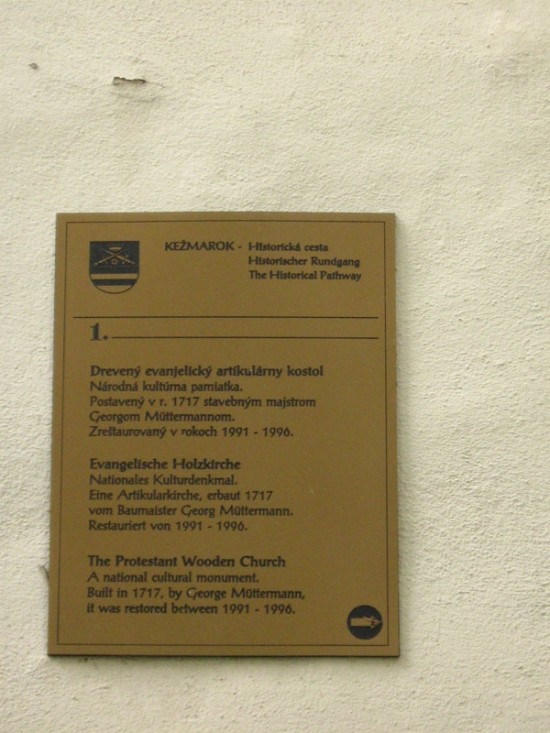 KEŽMAROK - Historická cesta
Historischer Rundgang
The Historical Pathway
1.
Drevený evanjelický artikulárny kostol
Národná kultúrna pamiatka.
Postavený v r. 1717 stavebným majstrom
Georgom Müttermannom.
Zreštaurovaný v rokoch 1991 - 1996.
Evangelische Holzkirche
Nationales Kulturdenkmal.
Eine Artikularkirche, erbaut 1717
vom Baumaister Georg Müttermann.
Restauriert von 1991 - 1996.
The Protestant Wooden Church
A national cultural monument.
Built in 1717, by George Müttermann,
it was restored between 1991 - 1996.